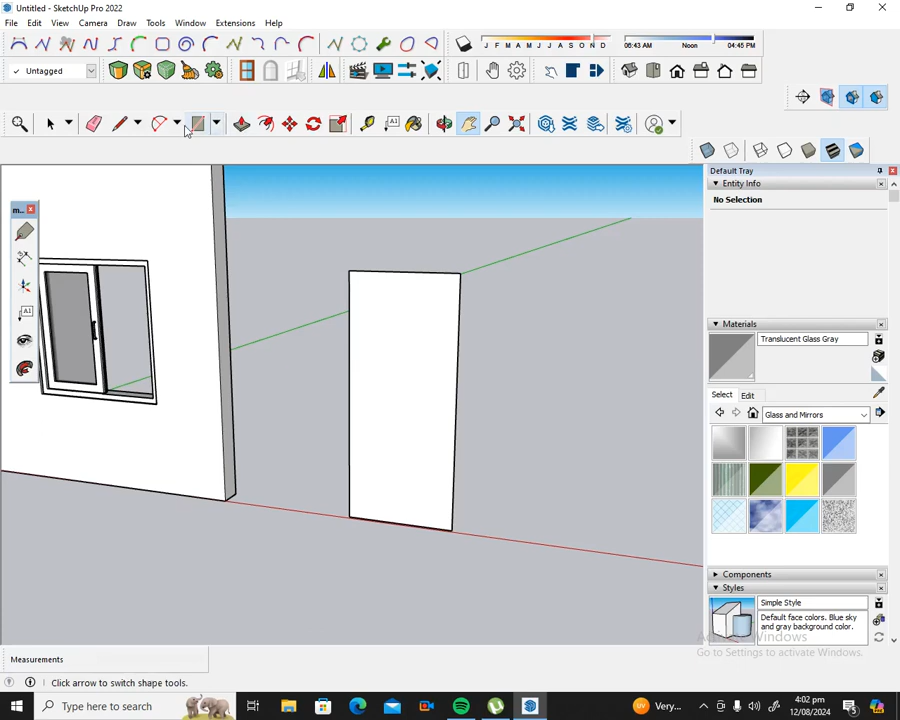 Untitled - SketchUp Pro 2022
File Edit View Camera Draw Tools Window Extensions Help
J F M A M J J A S O N D
06:43 AM Noon 04:45 PM
Untagged
Default Tray
Entity Info
No Selection
m...
A1
Materials
Translucent Glass Gray
Select Edit
Glass and Mirrors
Components
Styles
Simple Style
Default face colors. Blue sky
and gray background color.
Activate Windows
Go to Settings to activate Windows.
Measurements
Click arrow to switch shape tools.
Type here to search
Very...
4:02 pm
12/08/2024
5